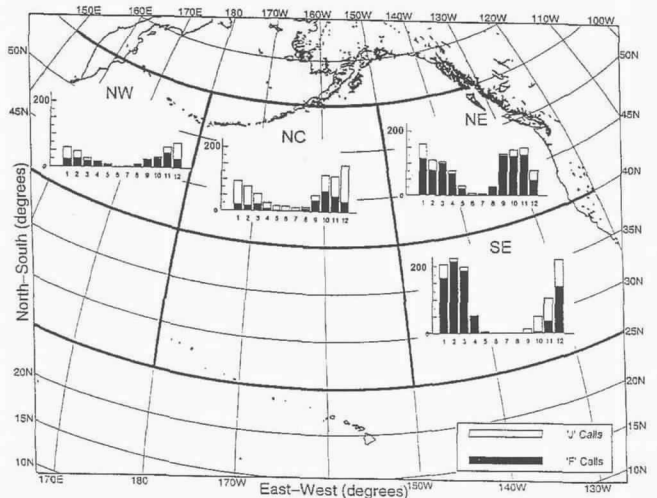 150E 160E 170E 180 170W 160W 150W 140W 130W 120W 110W 100W
50N 50N
45N 45N
NW
200
0
1 2 3 4 5 6 7 8 9 10 11 12
NC
200
0
1 2 3 4 5 6 7 8 9 10 11 12
NE
200
0
1 2 3 4 5 6 7 8 9 10 11 12
40N 40N
35N 35N
SE
200
0
1 2 3 4 5 6 7 8 9 10 11 12
30N
25N 25N
20N 20N
15N 15N
10N 10N
North–South (degrees)
'J' Calls
'F' Calls
170E 180 170W 160W 150W 140W 130W
East–West (degrees)